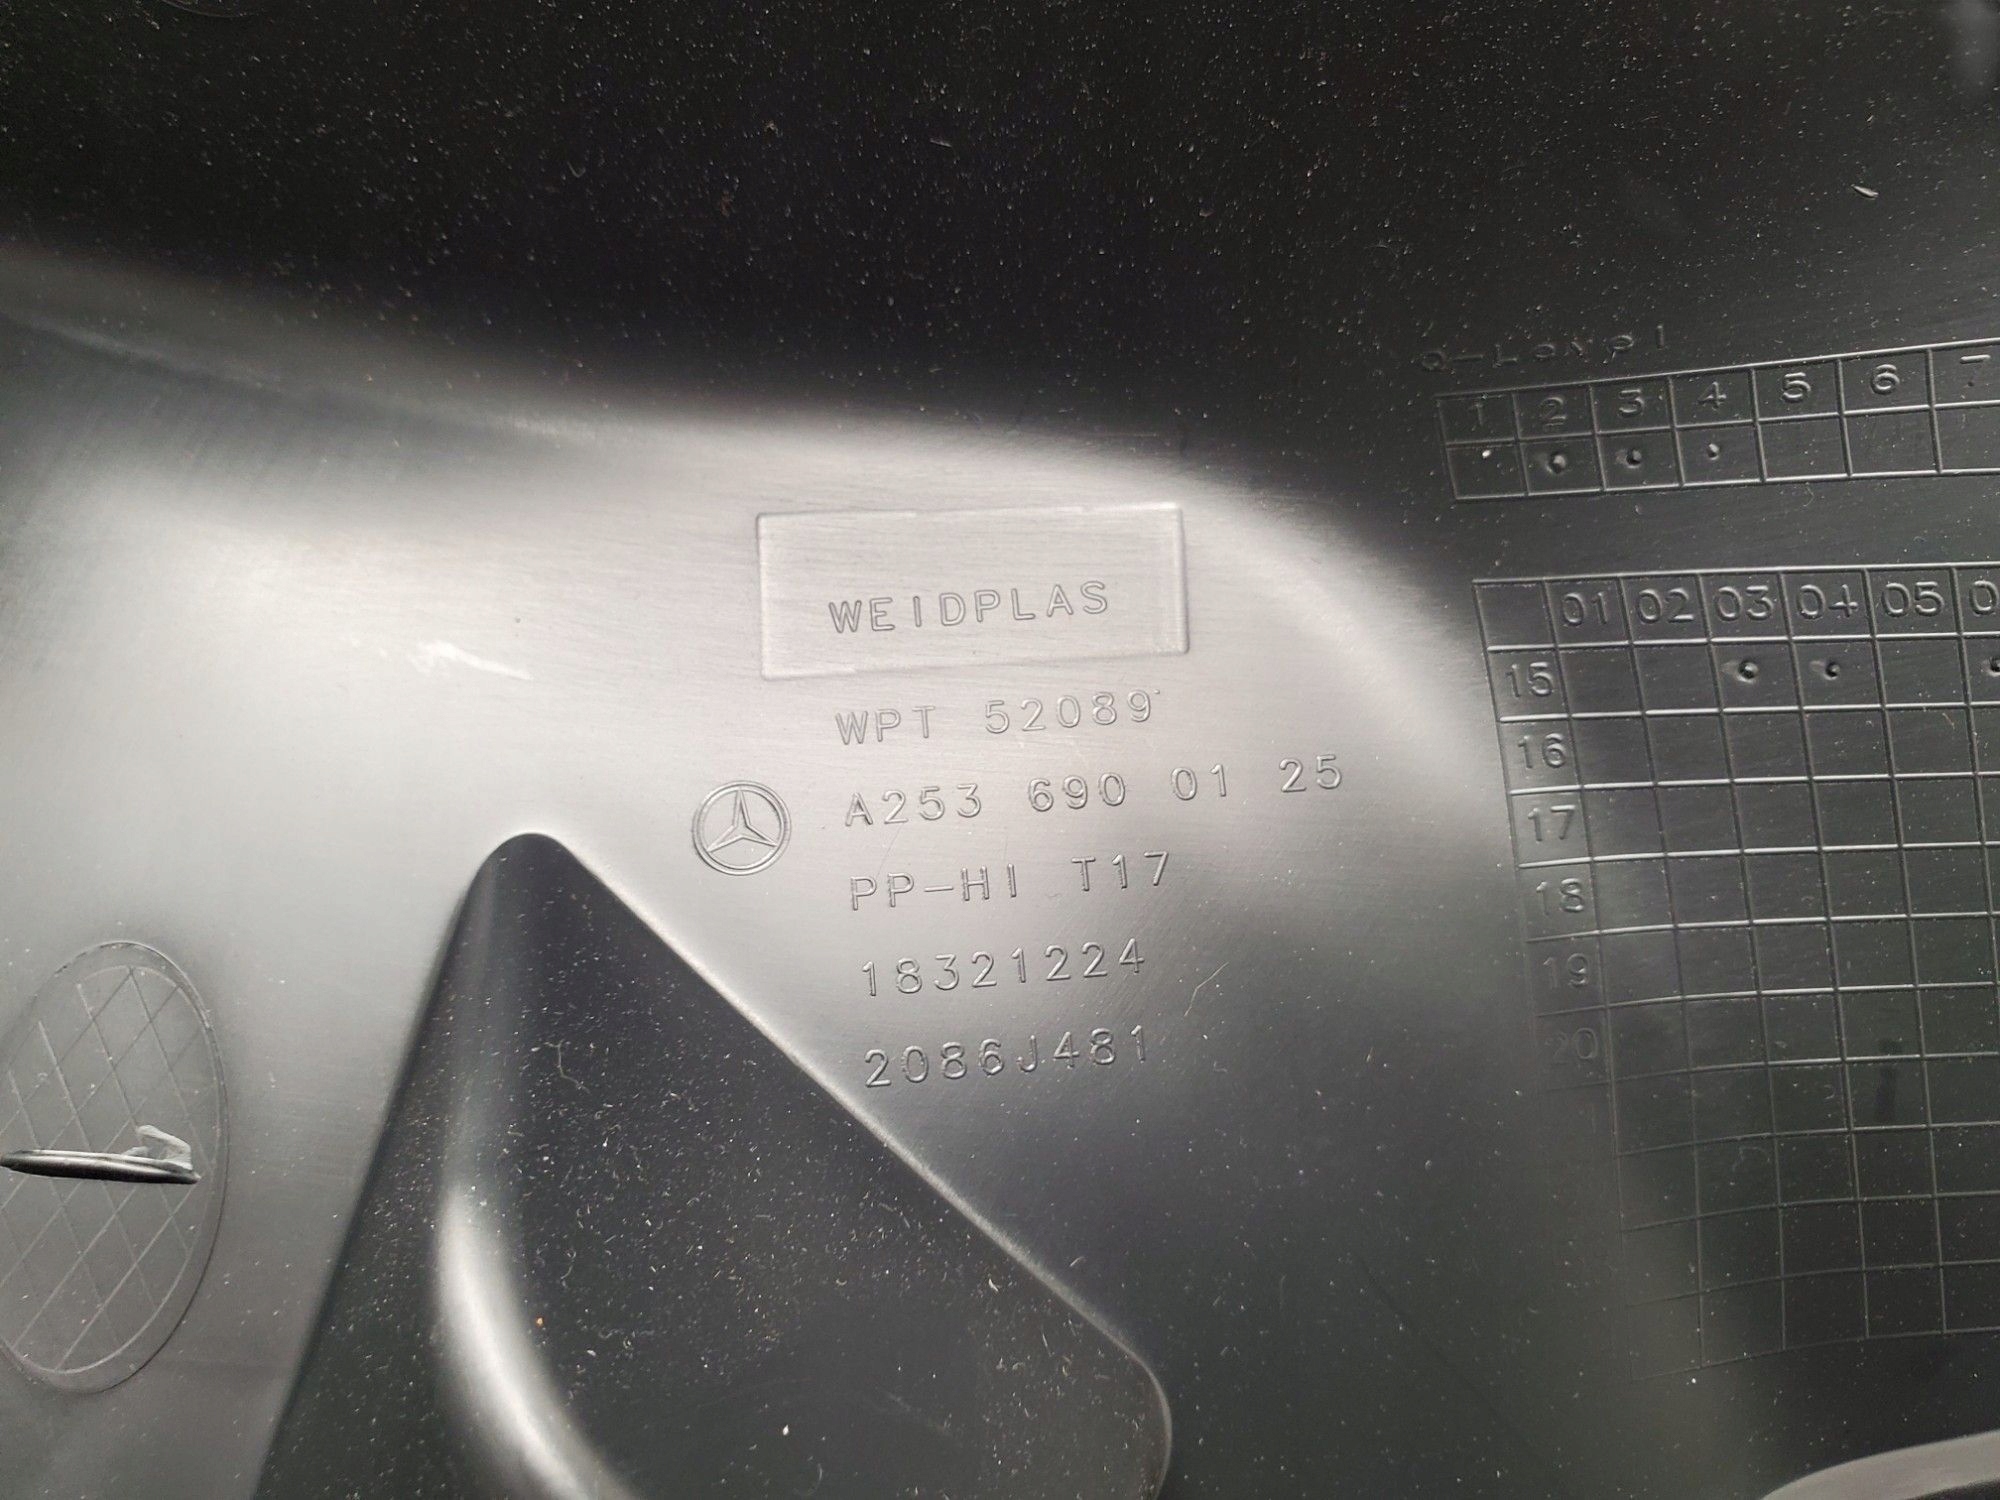 1 2 3 4 5 6 7
WEIDPLAS
WPT 52089
A253 690 01 25
PP-HI T17
18321224
2086J481
01 02 03 04 05
15
16
17
18
19
20